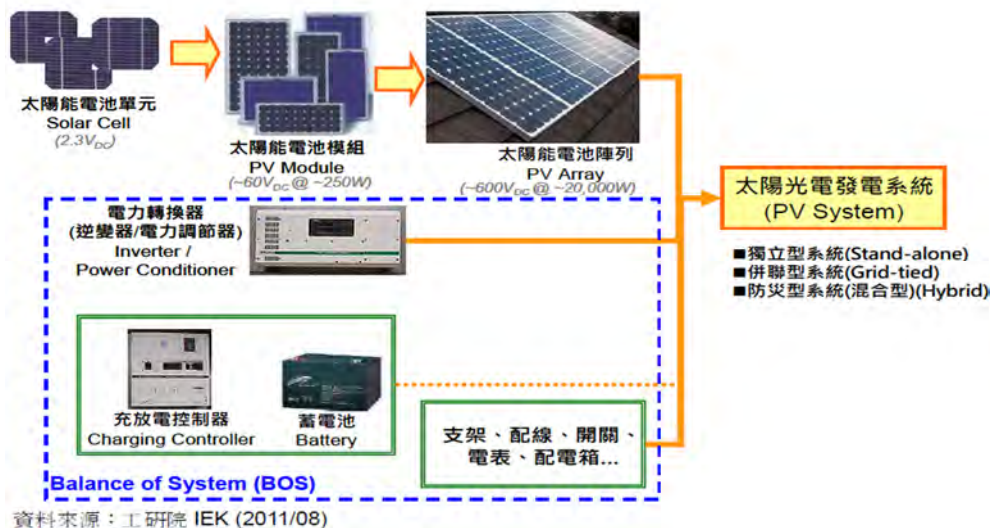 太陽能電池單元
Solar Cell
(2.3V_DC)
太陽能電池模組
PV Module
(~60V_DC @ ~250W)
太陽能電池陣列
PV Array
(~600V_DC @ ~20,000W)
太陽光電發電系統
(PV System)
■獨立型系統(Stand-alone)
■併聯型系統(Grid-tied)
■防災型系統(混合型)(Hybrid)
電力轉換器
(逆變器/電力調節器)
Inverter /
Power Conditioner
充放電控制器
Charging Controller
蓄電池
Battery
支架、配線、開關、
電表、配電箱...
Balance of System (BOS)
資料來源：工研院 IEK (2011/08)